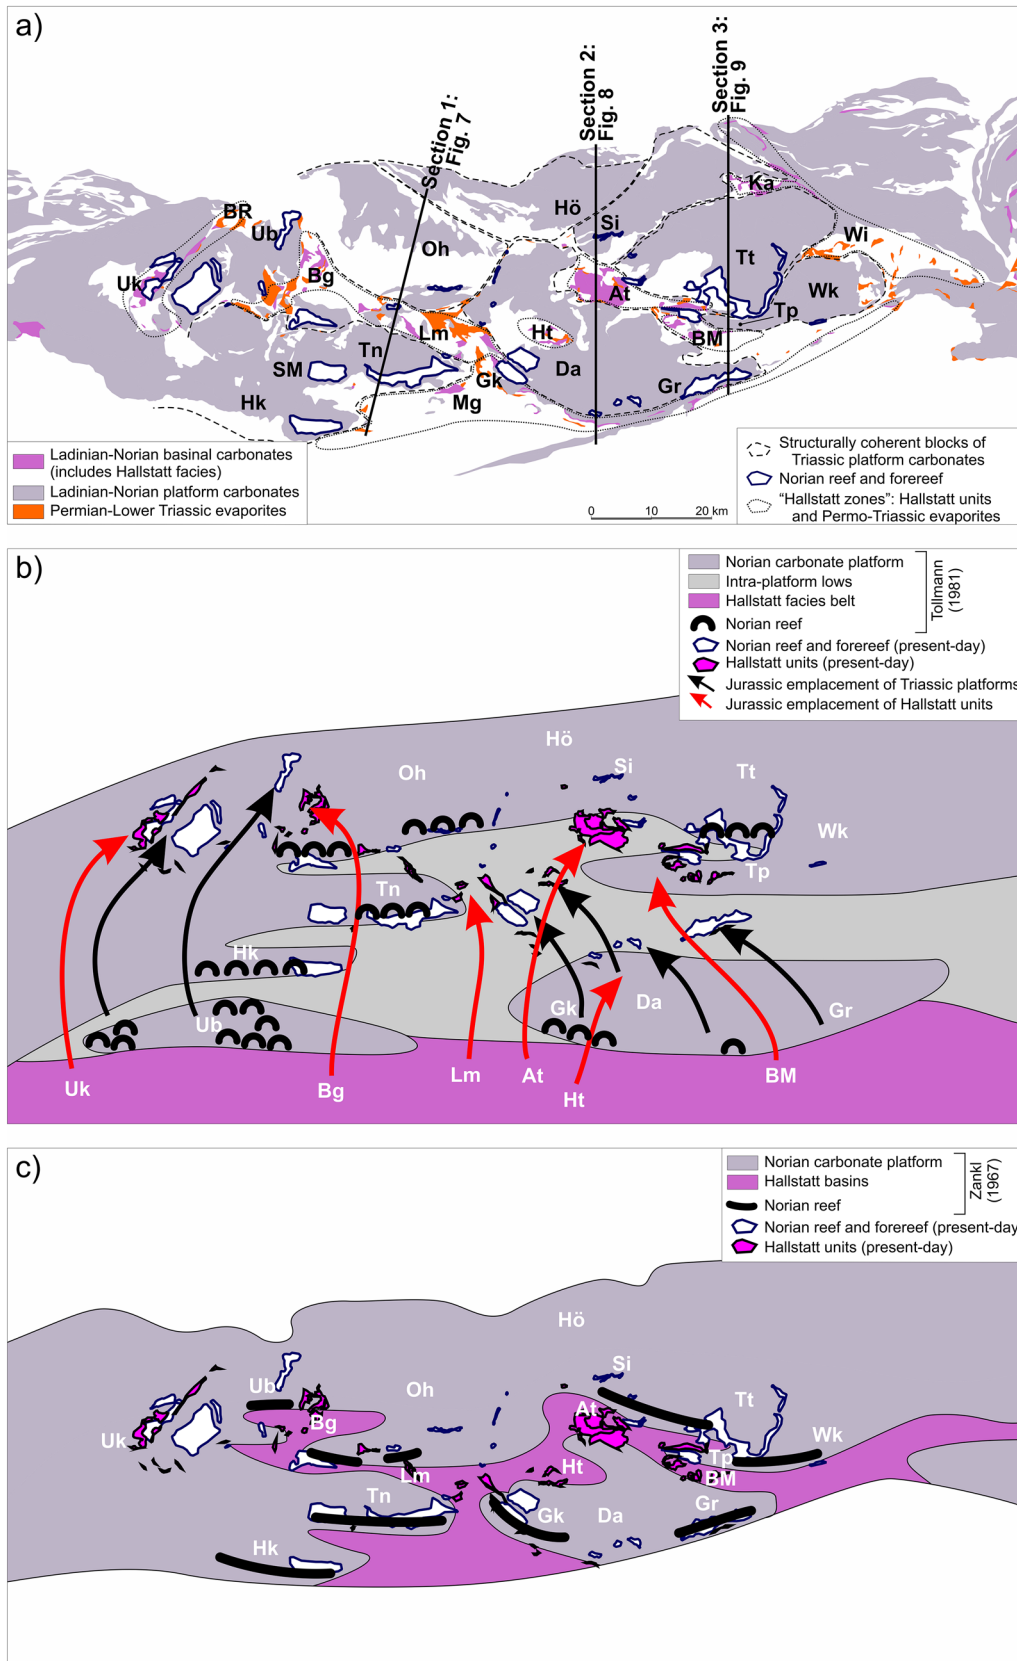 a)
Section 1:
Fig. 7
Section 2:
Fig. 8
Section 3:
Fig. 9
Ka
BR
Ub
Hö
Si
Oh
Uk
Bg
At
Tt
Wi
Wk
Tp
Lm
Ht
BM
Tn
SM
Da
Gk
Gr
Hk
Mg
Ladinian-Norian basinal carbonates
(includes Hallstatt facies)
Ladinian-Norian platform carbonates
Permian-Lower Triassic evaporites
0 10 20 km
Structurally coherent blocks of
Triassic platform carbonates
Norian reef and forereef
“Hallstatt zones”: Hallstatt units
and Permo-Triassic evaporites
b)
Norian carbonate platform
Intra-platform lows
Hallstatt facies belt
Norian reef
Tollmann
(1981)
Norian reef and forereef (present-day)
Hallstatt units (present-day)
Jurassic emplacement of Triassic platforms
Jurassic emplacement of Hallstatt units
Hö
Oh
Si
Tt
Wk
Tp
Tn
Hk
Ub
Gk
Da
Gr
Uk
Bg
Lm
At
Ht
BM
c)
Norian carbonate platform
Hallstatt basins
Norian reef
Zankl
(1967)
Norian reef and forereef (present-day)
Hallstatt units (present-day)
Hö
Si
Ub
Oh
Tt
At
Bg
Uk
Wk
Tp
Lm
Ht
BM
Tn
Gk
Da
Gr
Hk